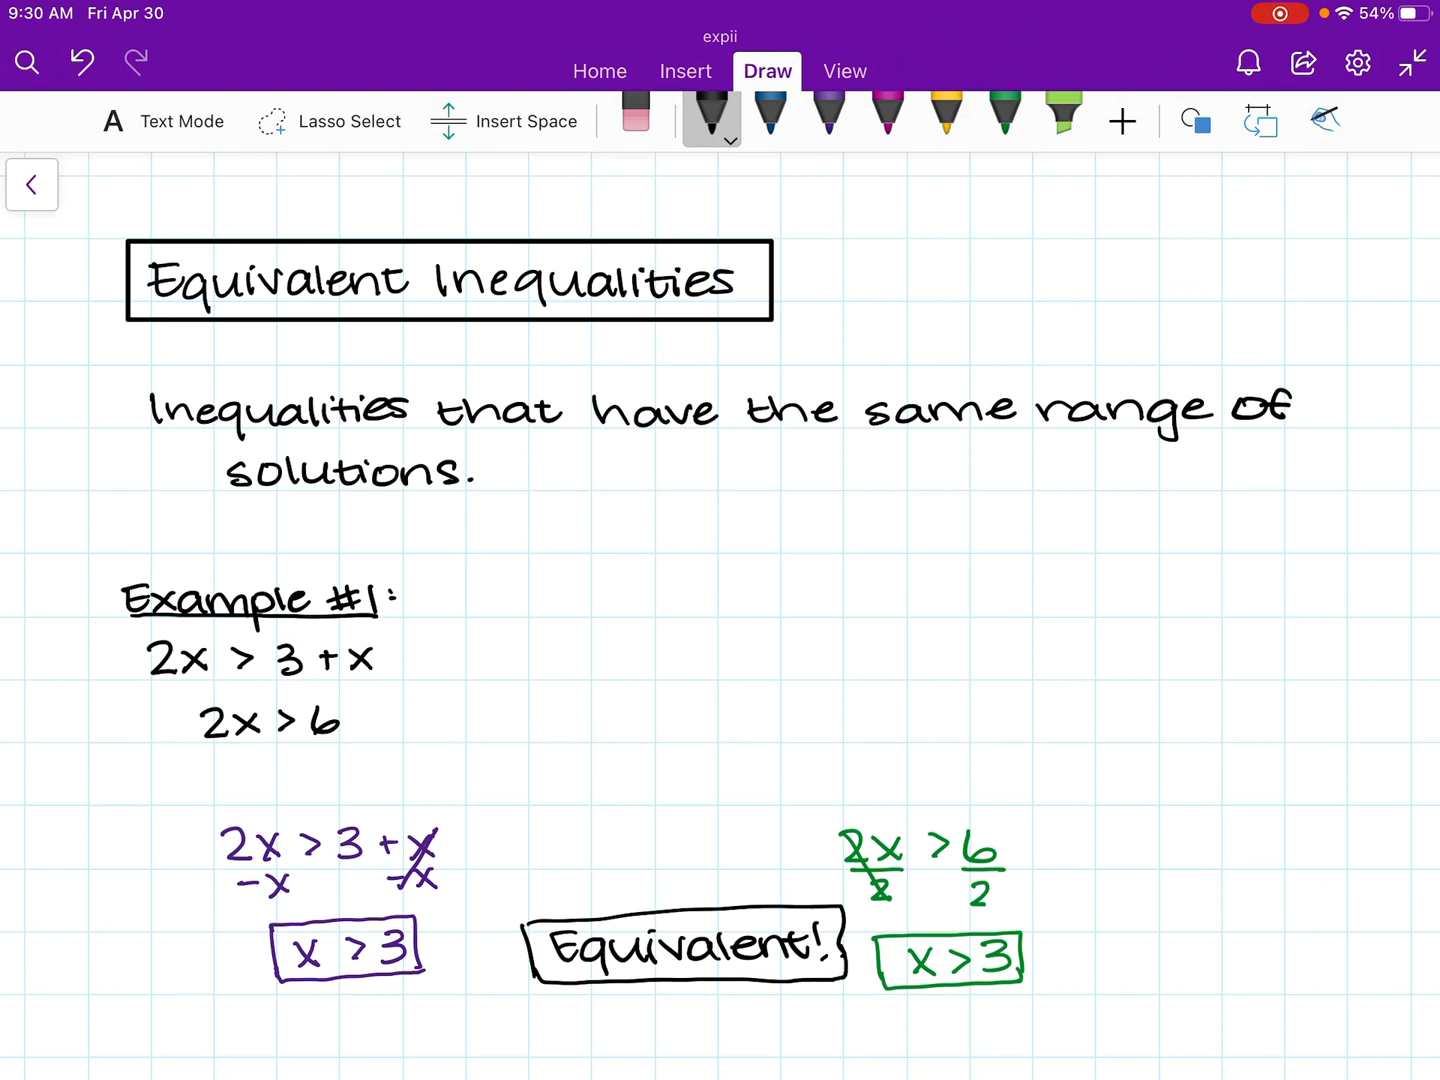 9:30 AM Fri Apr 30
54%
expii
Home Insert Draw View
A Text Mode Lasso Select Insert Space
Equivalent Inequalities
Inequalities that have the same range of
solutions.
Example #1:
2x > 3 + x
2x > 6
2x > 3 + x
-x -x
x > 3
Equivalent!
2x > 6
2 2
x > 3